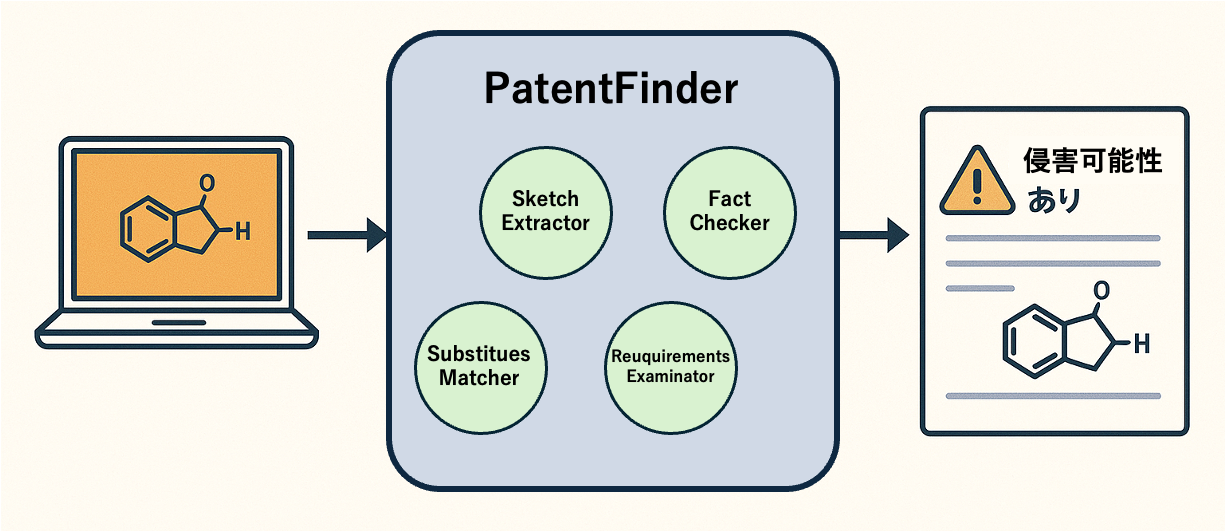 PatentFinder
O
H
Sketch
Extractor
Fact
Checker
Substitues
Matcher
Reuquirements
Examinator
侵害可能性
あり
O
H